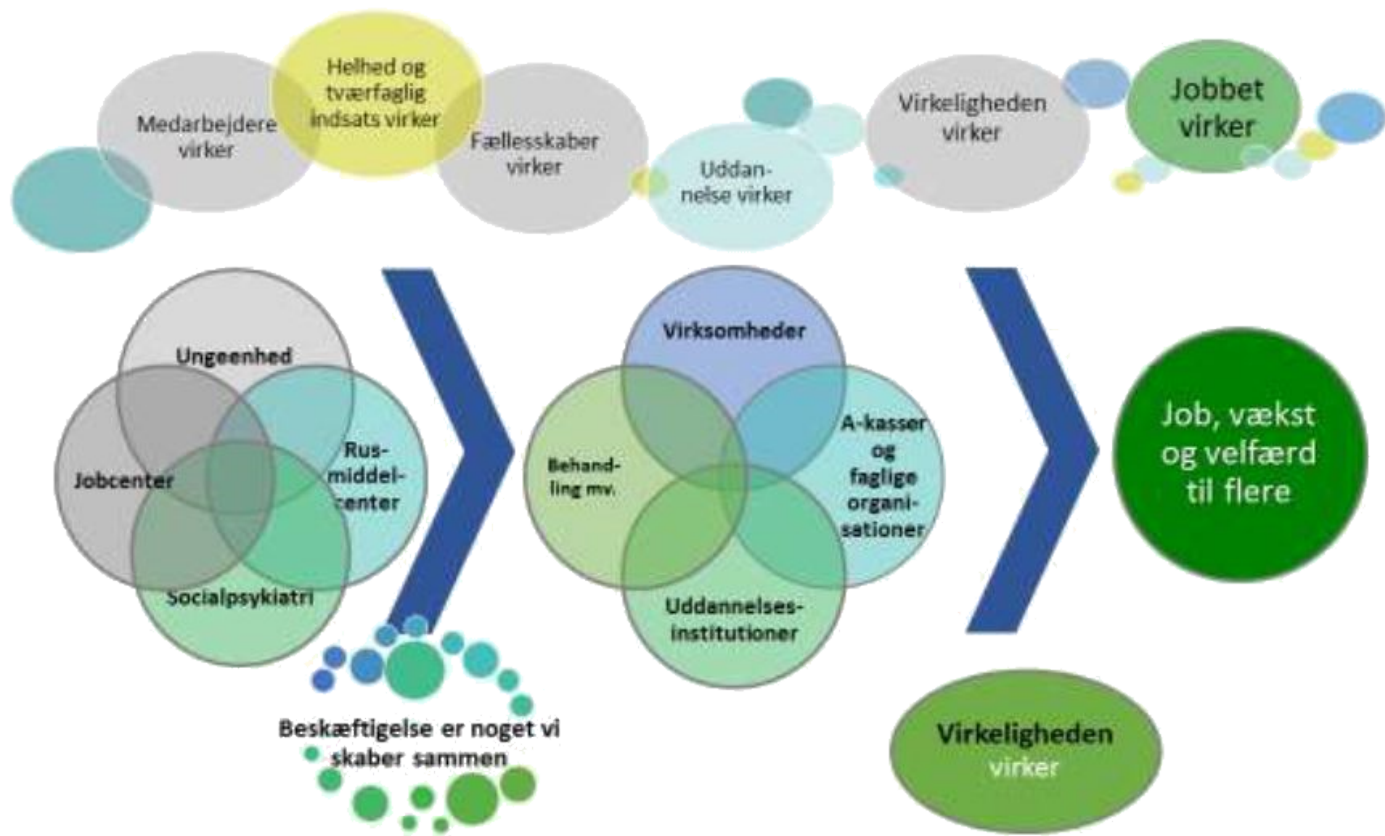 Medarbejdere
virker
Helhed og
tværfaglig
indsats virker
Fællesskaber
virker
Uddan-
nelse virker
Virkeligheden
virker
Jobbet
virker
Ungeenhed
Jobcenter
Rus-
middel-
center
Socialpsykiatri
Virksomheder
Behand-
ling mv.
A-kasser
og
faglige
organi-
sationer
Uddannelses-
institutioner
Job, vækst
og velfærd
til flere
Beskæftigelse er noget vi
skaber sammen
Virkeligheden
virker